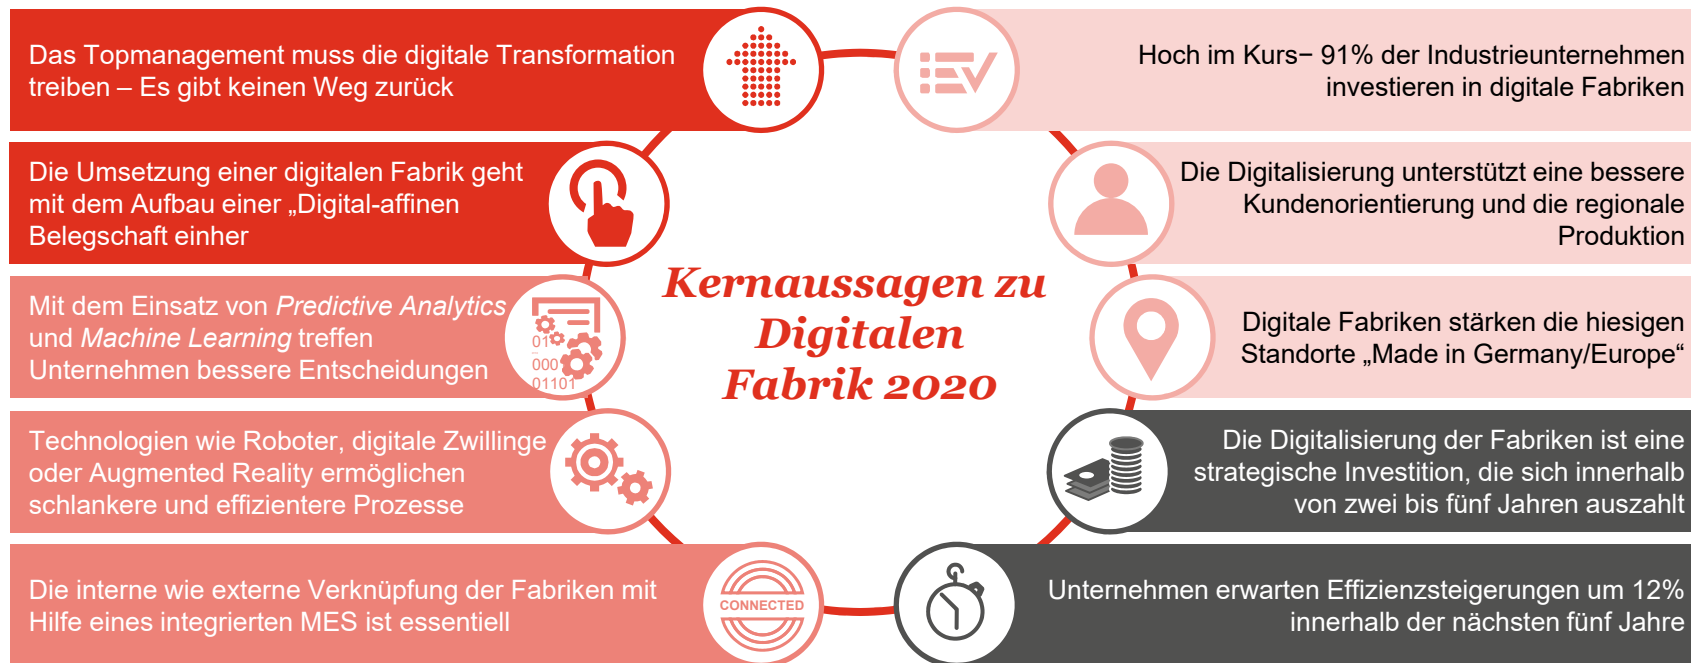 Das Topmanagement muss die digitale Transformation
treiben – Es gibt keinen Weg zurück
Die Umsetzung einer digitalen Fabrik geht
mit dem Aufbau einer „Digital-affinen
Belegschaft einher
Mit dem Einsatz von Predictive Analytics
und Machine Learning treffen
Unternehmen bessere Entscheidungen
01
000
01101
Technologien wie Roboter, digitale Zwillinge
oder Augmented Reality ermöglichen
schlankere und effizientere Prozesse
Die interne wie externe Verknüpfung der Fabriken mit
Hilfe eines integrierten MES ist essentiell
CONNECTED
Kernaussagen zu
Digitalen
Fabrik 2020
Hoch im Kurs– 91% der Industrieunternehmen
investieren in digitale Fabriken
Die Digitalisierung unterstützt eine bessere
Kundenorientierung und die regionale
Produktion
Digitale Fabriken stärken die hiesigen
Standorte „Made in Germany/Europe“
Die Digitalisierung der Fabriken ist eine
strategische Investition, die sich innerhalb
von zwei bis fünf Jahren auszahlt
Unternehmen erwarten Effizienzsteigerungen um 12%
innerhalb der nächsten fünf Jahre